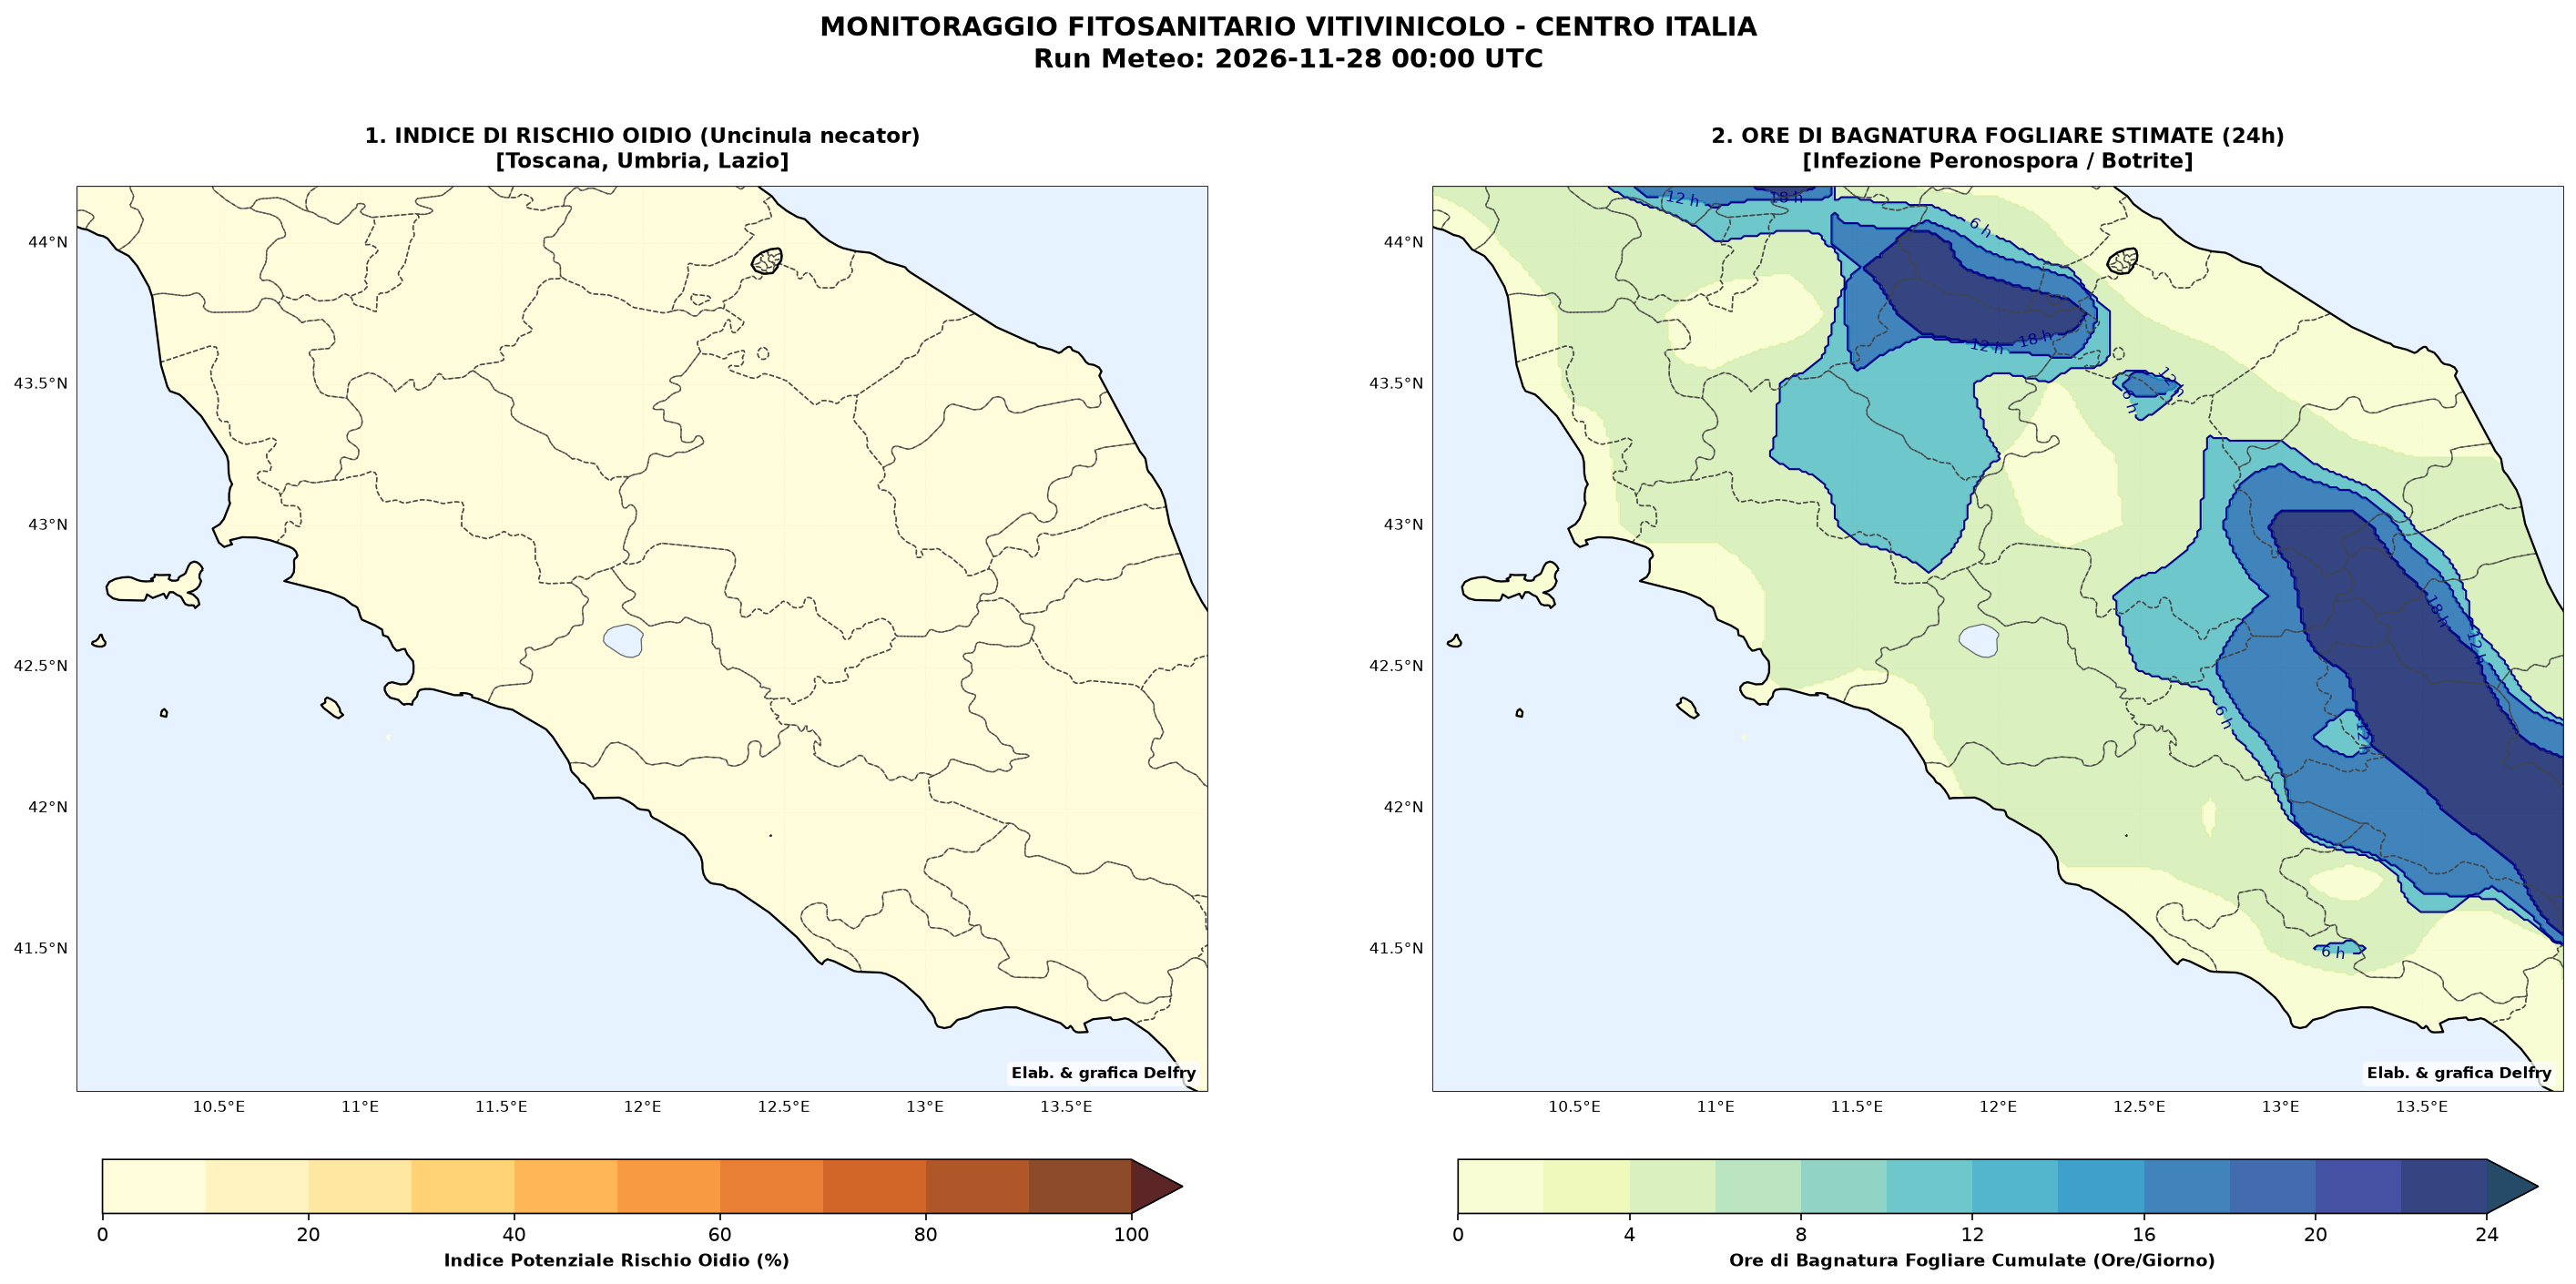 MONITORAGGIO FITOSANITARIO VITIVINICOLO - CENTRO ITALIA
Run Meteo: 2026-11-28 00:00 UTC
1. INDICE DI RISCHIO OIDIO (Uncinula necator)
[Toscana, Umbria, Lazio]
44°N
43.5°N
43°N
42.5°N
42°N
41.5°N
10.5°E
11°E
11.5°E
12°E
12.5°E
13°E
13.5°E
Elab. & grafica Delfry
0
20
40
60
80
100
Indice Potenziale Rischio Oidio (%)
2. ORE DI BAGNATURA FOGLIARE STIMATE (24h)
[Infezione Peronospora / Botrite]
44°N
43.5°N
43°N
42.5°N
42°N
41.5°N
12 h
18 h
6 h
12 h
18 h
12 h
6 h
18 h
12 h
6 h
12 h
6 h
10.5°E
11°E
11.5°E
12°E
12.5°E
13°E
13.5°E
Elab. & grafica Delfry
0
4
8
12
16
20
24
Ore di Bagnatura Fogliare Cumulate (Ore/Giorno)